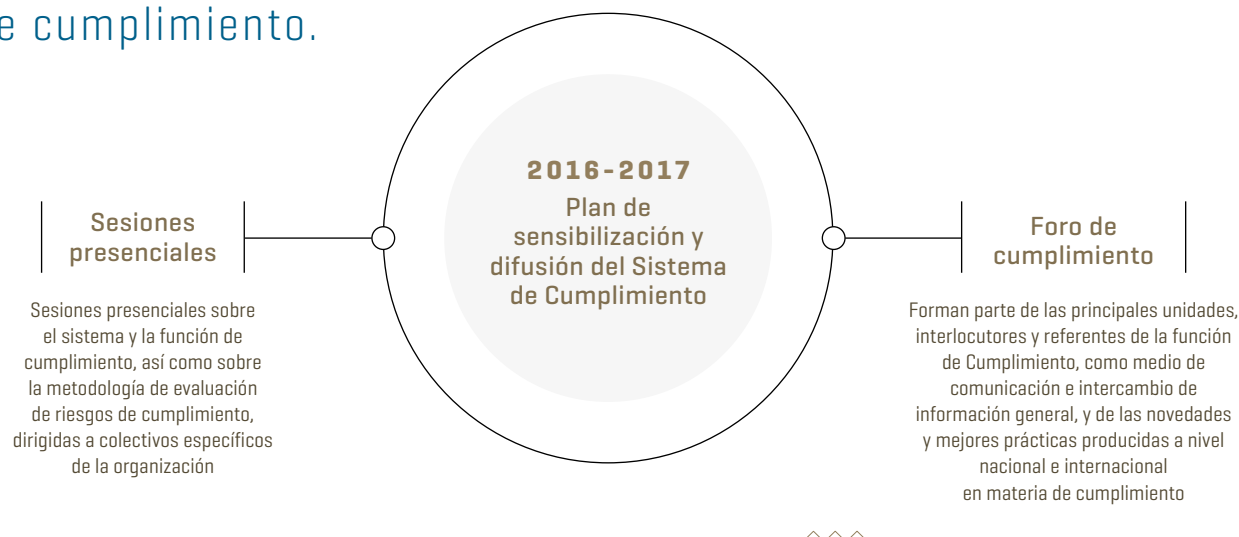 e cumplimiento.
2016-2017
Plan de
sensibilización y
difusión del Sistema
de Cumplimiento
Sesiones
presenciales
Sesiones presenciales sobre
el sistema y la función de
cumplimiento, así como sobre
la metodología de evaluación
de riesgos de cumplimiento,
dirigidas a colectivos específicos
de la organización
Foro de
cumplimiento
Forman parte de las principales unidades,
interlocutores y referentes de la función
de Cumplimiento, como medio de
comunicación e intercambio de
información general, y de las novedades
y mejores prácticas producidas a nivel
nacional e internacional
en materia de cumplimiento